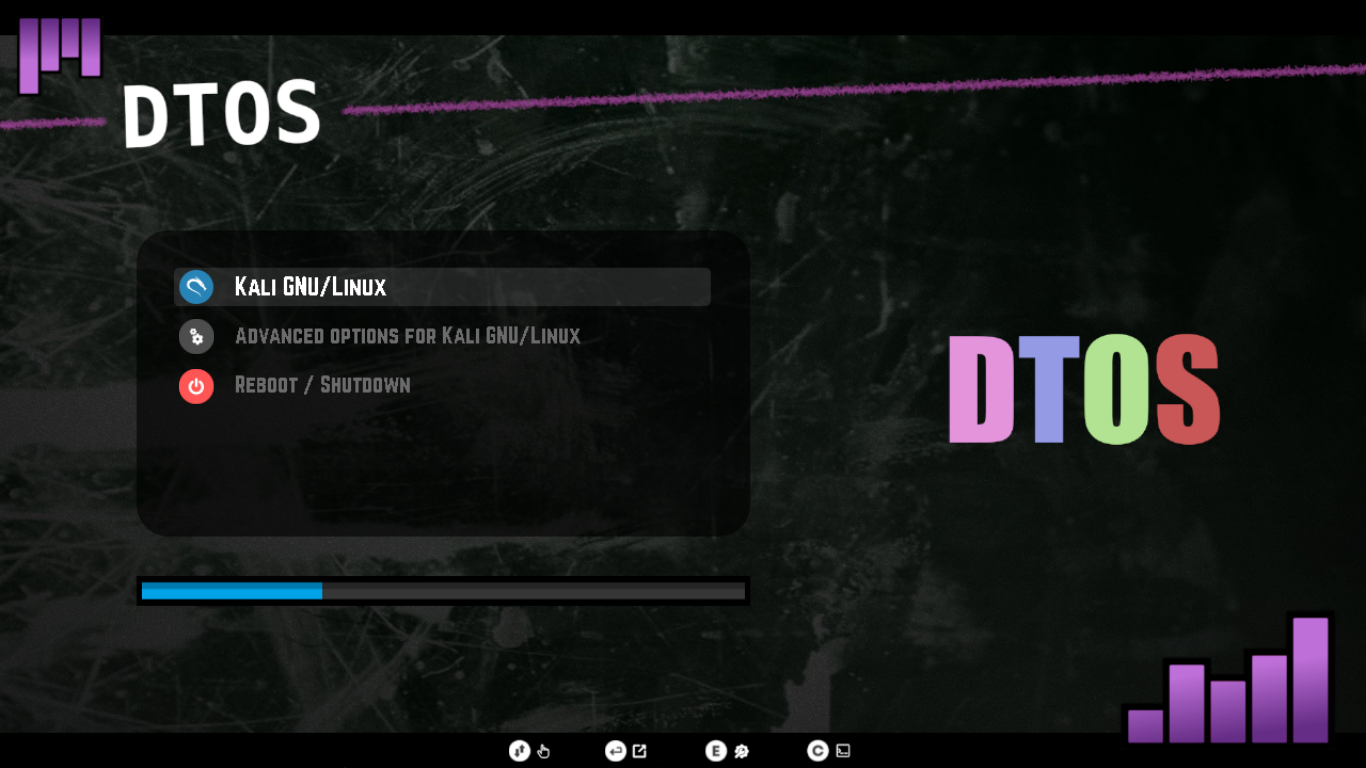 DTOS
Kali GNU/Linux
Advanced options for Kali GNU/Linux
Reboot / Shutdown
DTOS
E C